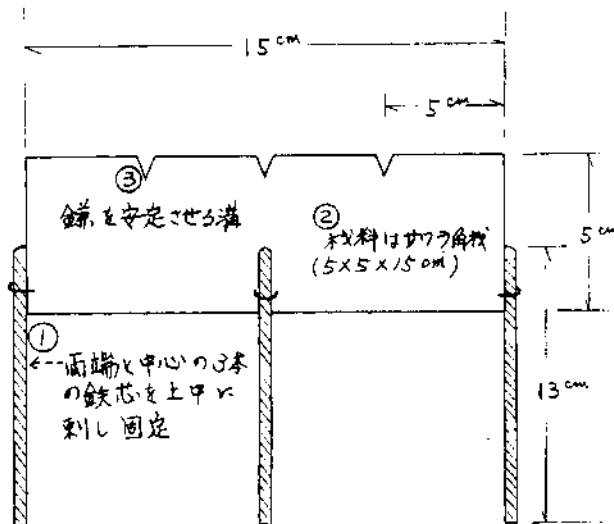 15cm
5cm
③
鎌を安定させる溝
②
材料はサワラ角材
(5×5×15cm)
5cm
①
両端と中心の3本
の鉄芯を土中に
刺し固定
13cm